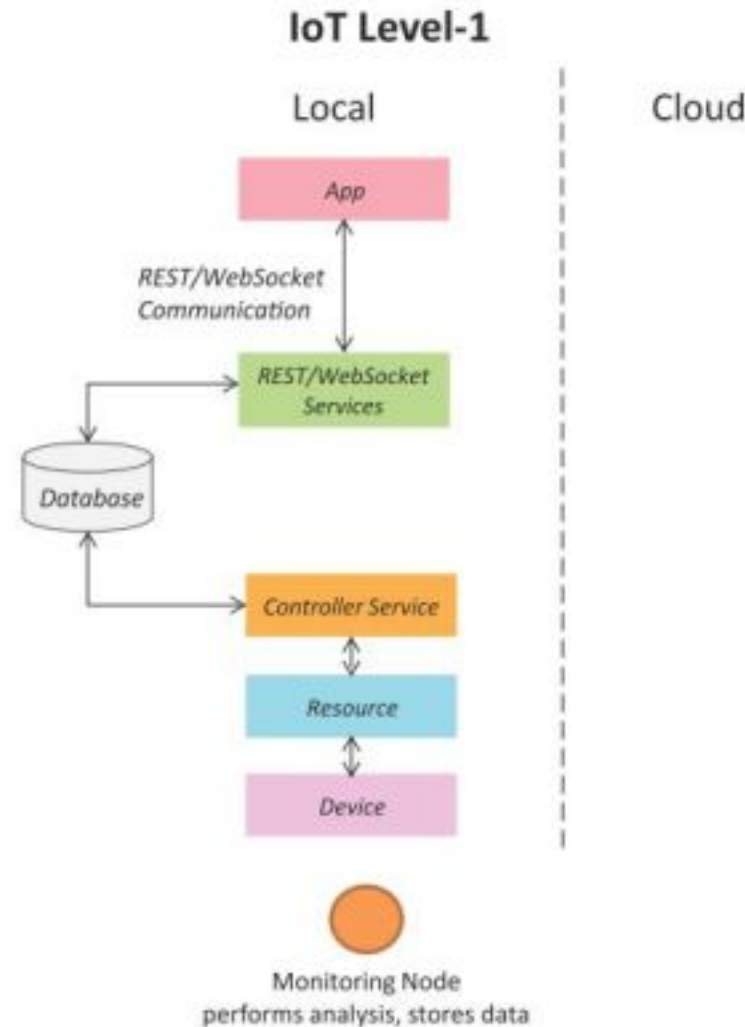 IoT Level-1
Local
Cloud
App
REST/WebSocket
Communication
REST/WebSocket
Services
Database
Controller Service
Resource
Device
Monitoring Node
performs analysis, stores data